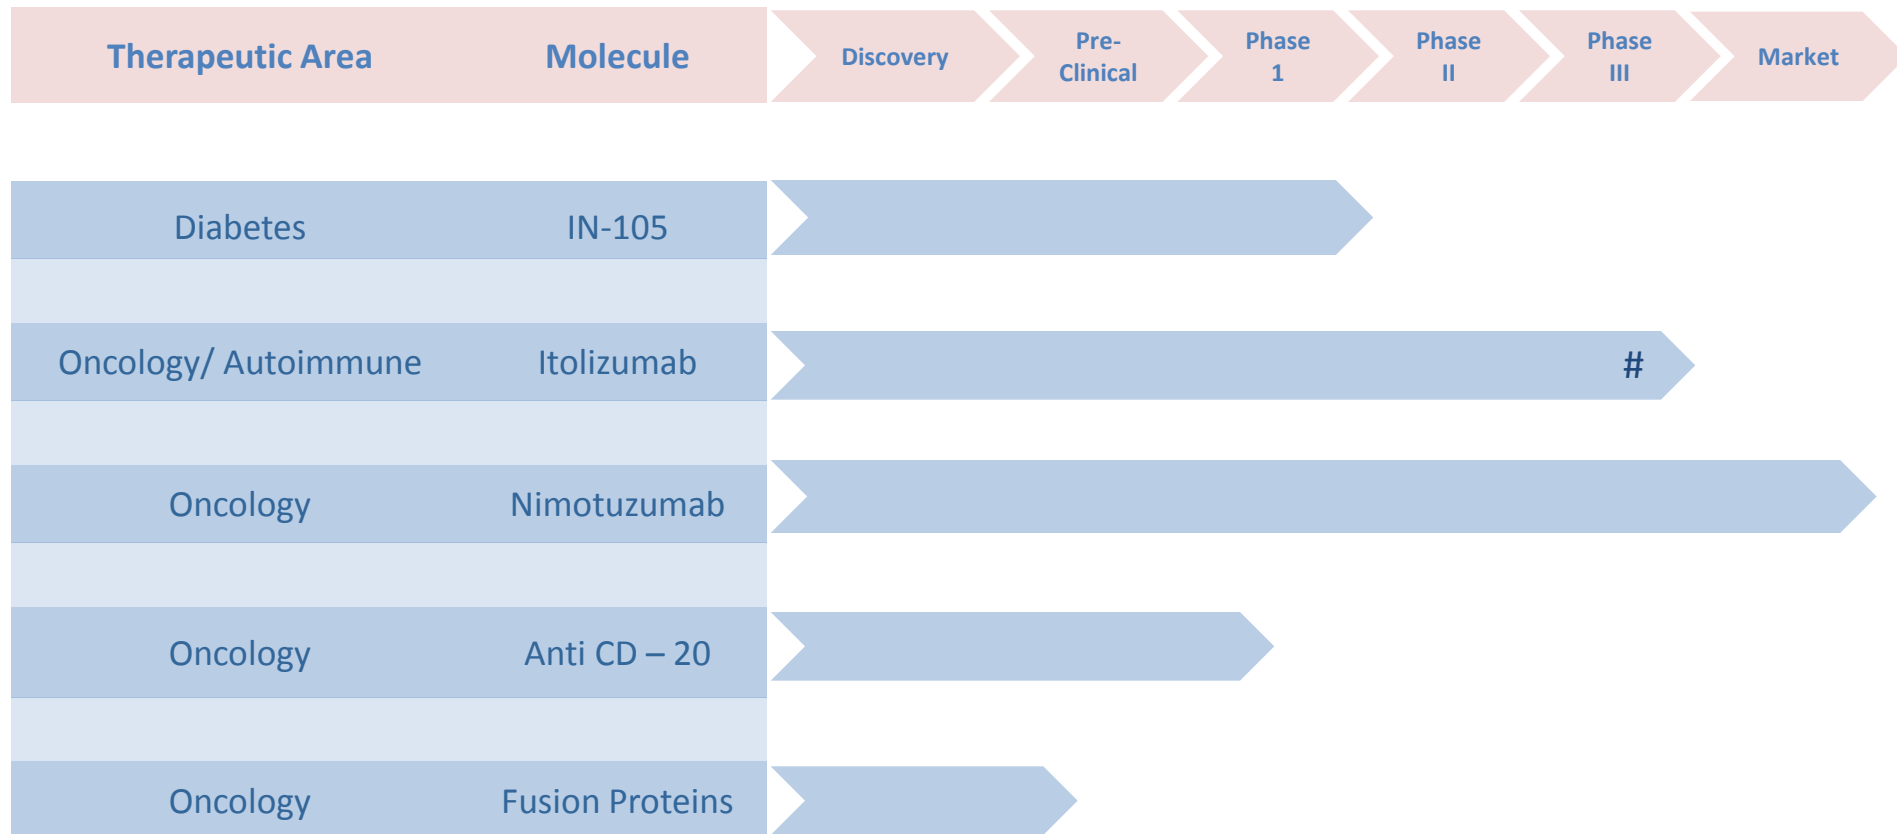 Therapeutic Area Molecule Discovery Pre-Clinical Phase 1 Phase II Phase III Market
Diabetes IN-105
Oncology/ Autoimmune Itolizumab #
Oncology Nimotuzumab
Oncology Anti CD – 20
Oncology Fusion Proteins